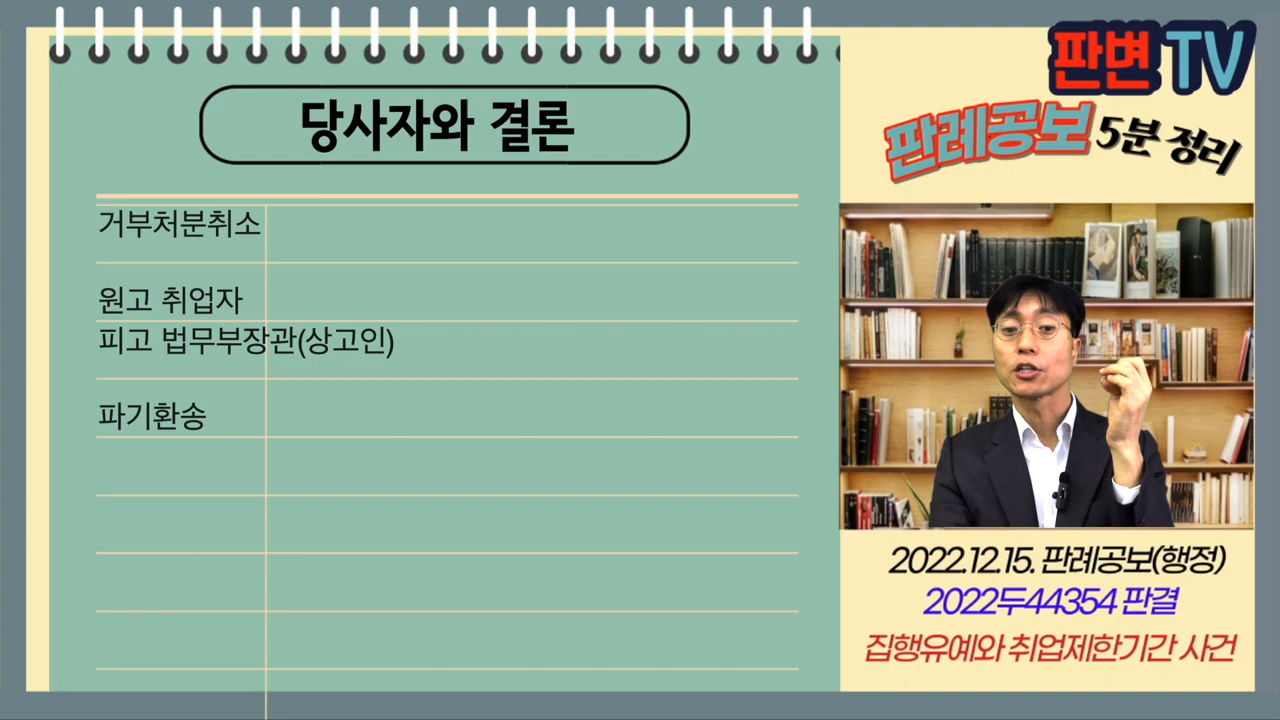 당사자와 결론
거부처분취소
원고 취업자
피고 법무부장관(상고인)
파기환송
판변 TV
판례공보 5분 정리
2022.12.15. 판례공보(행정)
2022두44354 판결
집행유예와 취업제한기간 사건